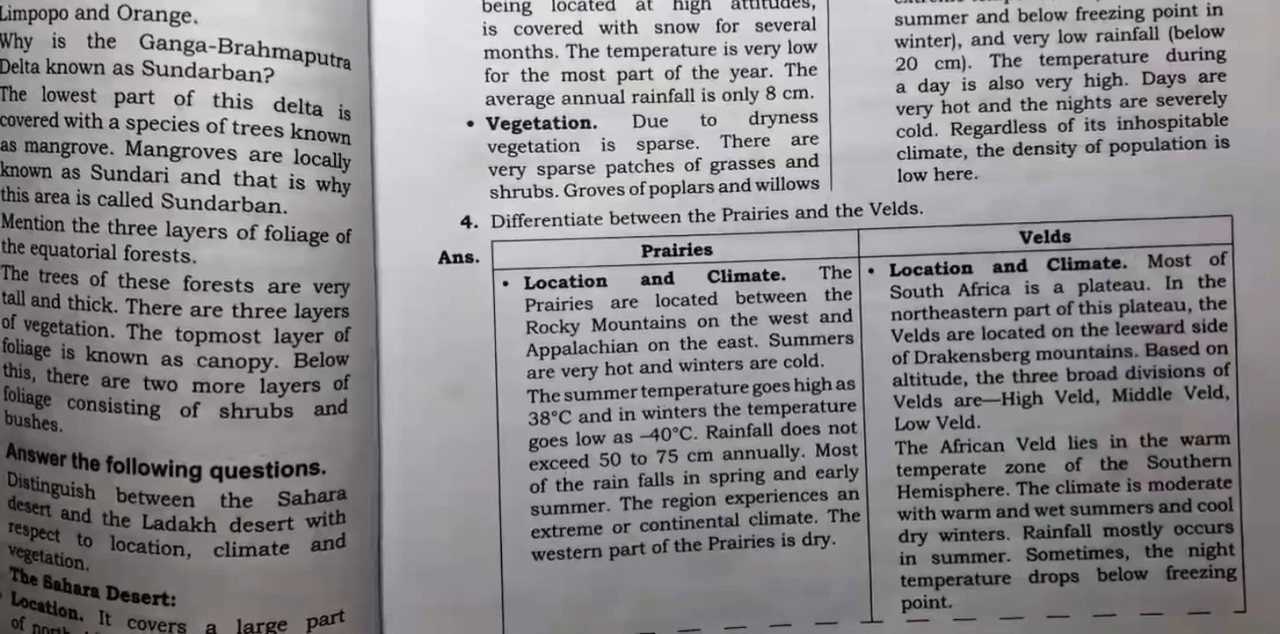 Limpopo and Orange.
Why is the Ganga-Brahmaputra
Delta known as Sundarban?
The lowest part of this delta is
covered with a species of trees known
as mangrove. Mangroves are locally
known as Sundari and that is why
this area is called Sundarban.
Mention the three layers of foliage of
the equatorial forests.
The trees of these forests are very
tall and thick. There are three layers
of vegetation. The topmost layer of
foliage is known as canopy. Below
this, there are two more layers of
foliage consisting of shrubs and
bushes.
Answer the following questions.
Distinguish between the Sahara
desert and the Ladakh desert with
respect to location, climate and
vegetation.
The Sahara Desert:
Location. It covers a large part
of north
being located at high altitudes,
is covered with snow for several
months. The temperature is very low
for the most part of the year. The
average annual rainfall is only 8 cm.
• Vegetation. Due to dryness
vegetation is sparse. There are
very sparse patches of grasses and
shrubs. Groves of poplars and willows
summer and below freezing point in
winter), and very low rainfall (below
20 cm). The temperature during
a day is also very high. Days are
very hot and the nights are severely
cold. Regardless of its inhospitable
climate, the density of population is
low here.
4. Differentiate between the Prairies and the Velds.
Ans.
Prairies
• Location and Climate. The
Prairies are located between the
Rocky Mountains on the west and
Appalachian on the east. Summers
are very hot and winters are cold.
The summer temperature goes high as
38°C and in winters the temperature
goes low as –40°C. Rainfall does not
exceed 50 to 75 cm annually. Most
of the rain falls in spring and early
summer. The region experiences an
extreme or continental climate. The
western part of the Prairies is dry.
Velds
• Location and Climate. Most of
South Africa is a plateau. In the
northeastern part of this plateau, the
Velds are located on the leeward side
of Drakensberg mountains. Based on
altitude, the three broad divisions of
Velds are—High Veld, Middle Veld,
Low Veld.
The African Veld lies in the warm
temperate zone of the Southern
Hemisphere. The climate is moderate
with warm and wet summers and cool
dry winters. Rainfall mostly occurs
in summer. Sometimes, the night
temperature drops below freezing
point.